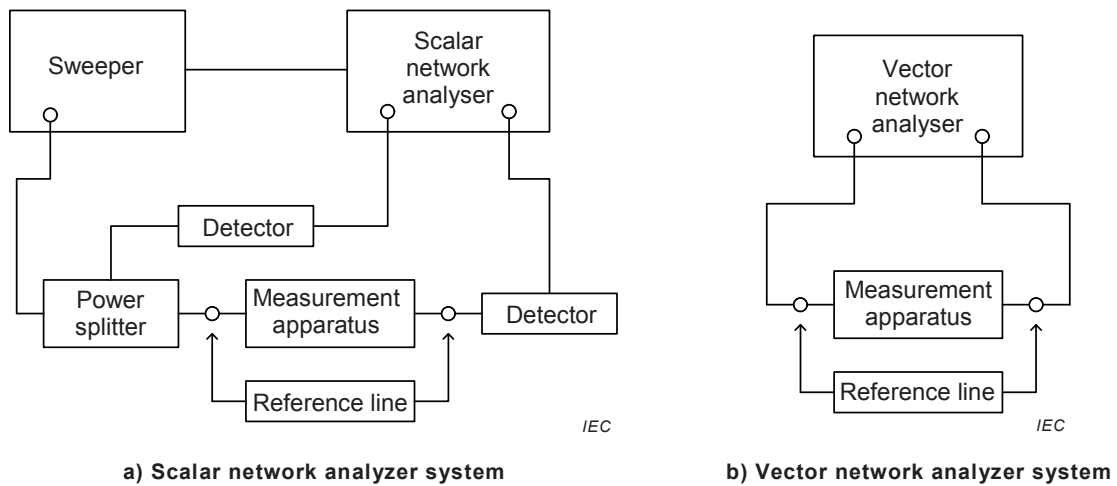 Sweeper
Scalar
network
analyser
Detector
Power
splitter
Measurement
apparatus
Detector
Reference line
IEC
a) Scalar network analyzer system
Vector
network
analyser
Measurement
apparatus
Reference line
IEC
b) Vector network analyzer system